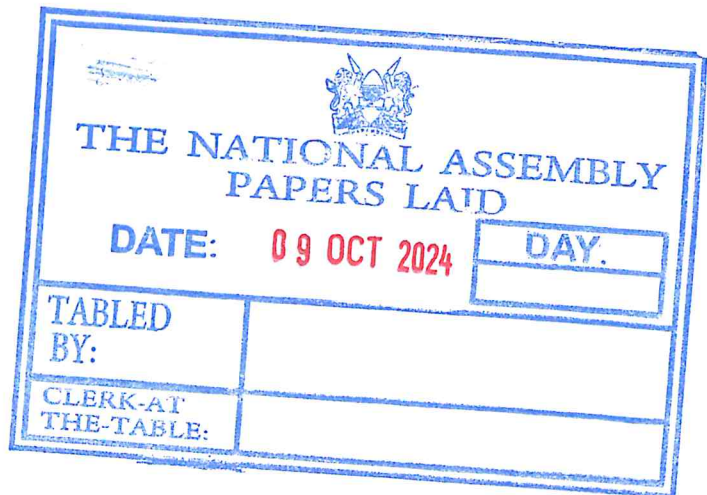 THE NATIONAL ASSEMBLY
PAPERS LAID
DATE: 09 OCT 2024 DAY.
TABLED
BY:
CLERK-AT
THE-TABLE: